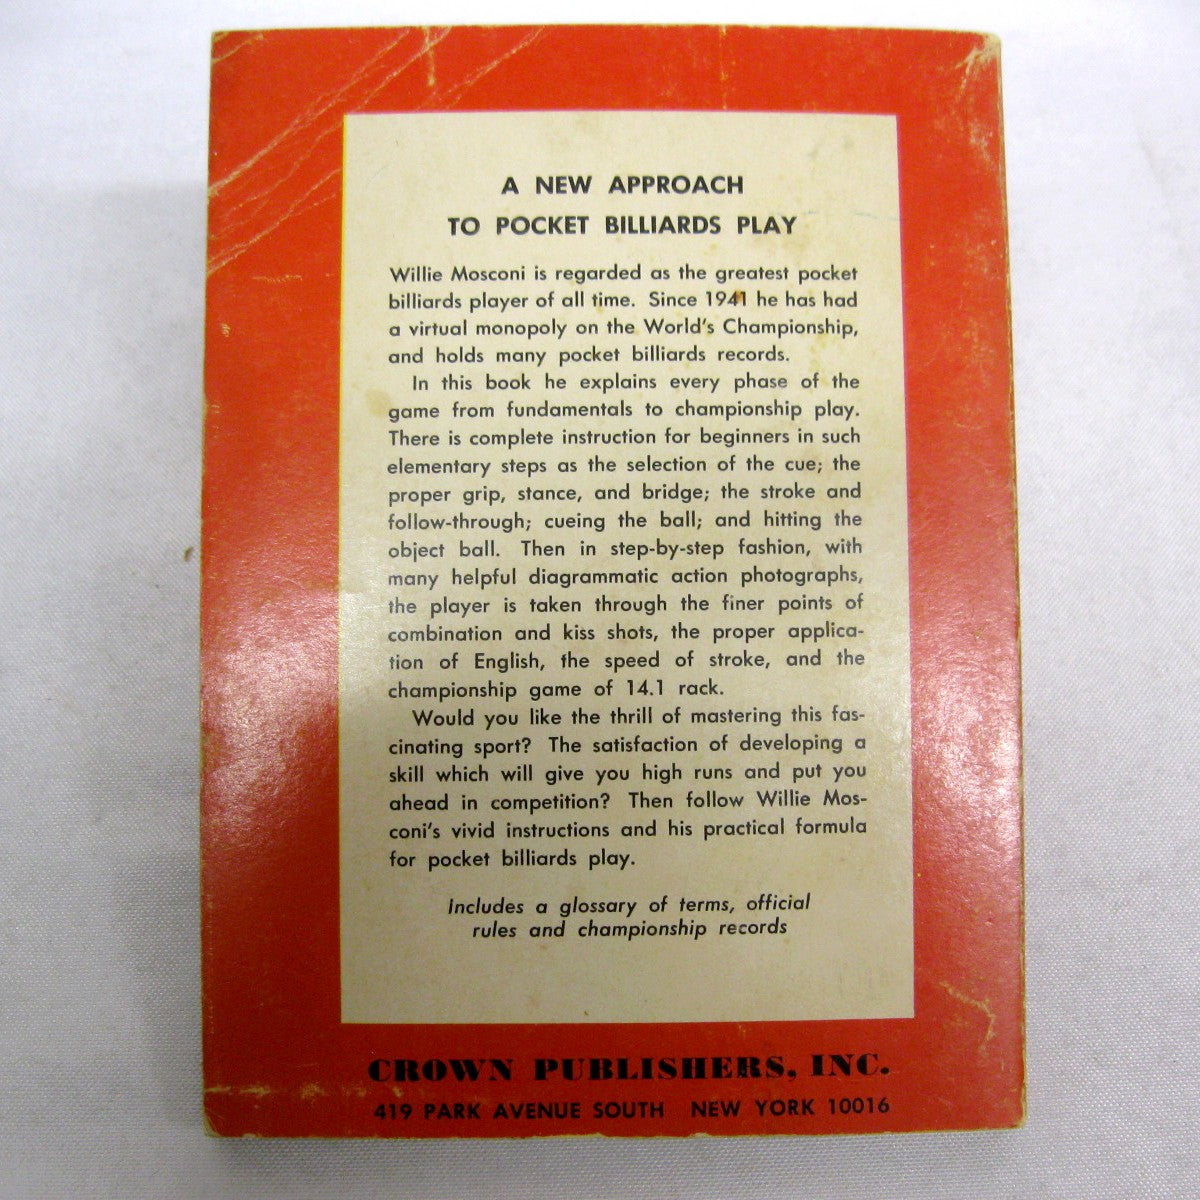 A NEW APPROACH
TO POCKET BILLIARDS PLAY
Willie Mosconi is regarded as the greatest pocket
billiards player of all time. Since 1941 he has had
a virtual monopoly on the World's Championship,
and holds many pocket billiards records.
In this book he explains every phase of the
game from fundamentals to championship play.
There is complete instruction for beginners in such
elementary steps as the selection of the cue; the
proper grip, stance, and bridge; the stroke and
follow-through; cueing the ball; and hitting the
object ball. Then in step-by-step fashion, with
many helpful diagrammatic action photographs,
the player is taken through the finer points of
combination and kiss shots, the proper applica-
tion of English, the speed of stroke, and the
championship game of 14.1 rack.
Would you like the thrill of mastering this fas-
cinating sport? The satisfaction of developing a
skill which will give you high runs and put you
ahead in competition? Then follow Willie Mos-
coni's vivid instructions and his practical formula
for pocket billiards play.
Includes a glossary of terms, official
rules and championship records
CROWN PUBLISHERS, INC.
419 PARK AVENUE SOUTH NEW YORK 10016